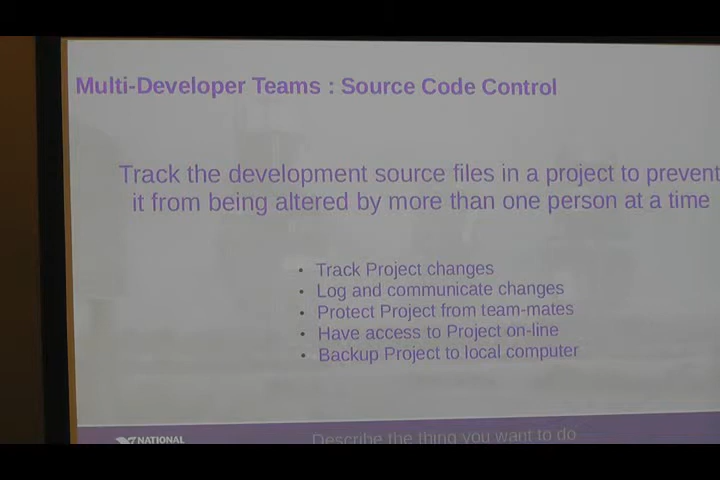 Multi-Developer Teams : Source Code Control
Track the development source files in a project to prevent
it from being altered by more than one person at a time
• Track Project changes
• Log and communicate changes
• Protect Project from team-mates
• Have access to Project on-line
• Backup Project to local computer
NATIONAL
Describe the thing you want to do